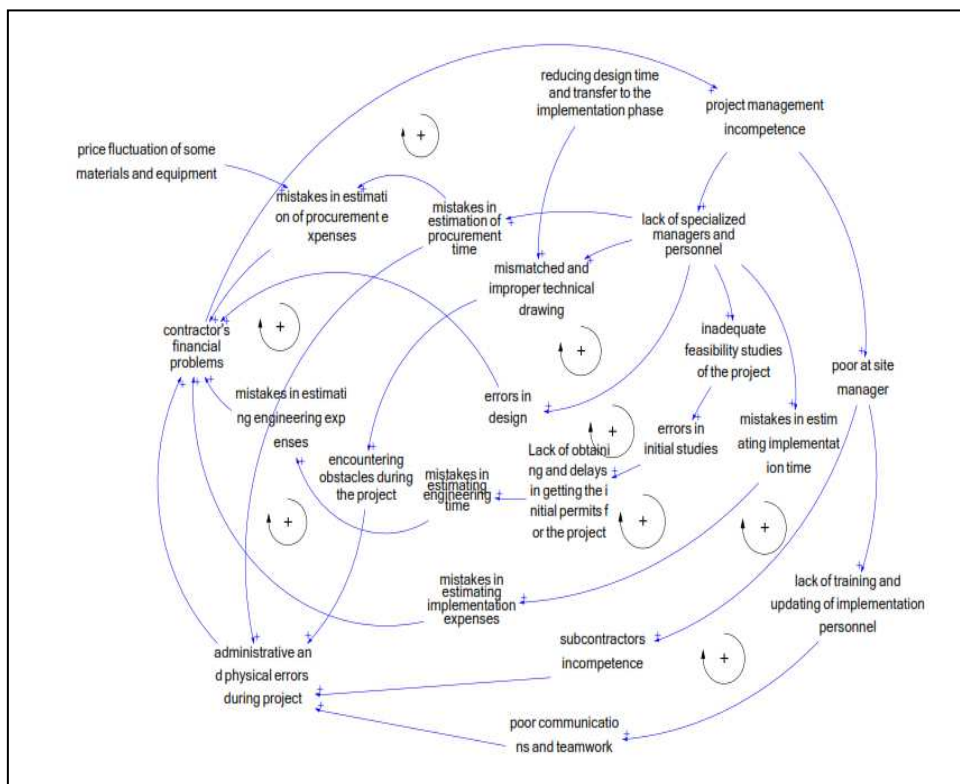 reducing design time
and transfer to the
implementation phase
project management
incompetence
price fluctuation of some
materials and equipment
mistakes in estimati
on of procurement e
xpenses
mistakes in
estimation of
procurement
time
lack of specialized
managers and
personnel
mismatched and
improper technical
drawing
contractor's
financial
problems
inadequate
feasibility studies
of the project
poor at site
manager
mistakes in estimati
ng engineering exp
enses
errors in
design
errors in
initial studies
mistakes in estim
ating implementat
ion time
encountering
obstacles during
the project
mistakes in
estimating
engineering
time
Lack of obtaini
ng and delays
in getting the i
nitial permits f
or the project
mistakes in
estimating
implementation
expenses
lack of training and
updating of implementation
personnel
subcontractors
incompetence
administrative an
d physical errors
during project
poor communicatio
ns and teamwork